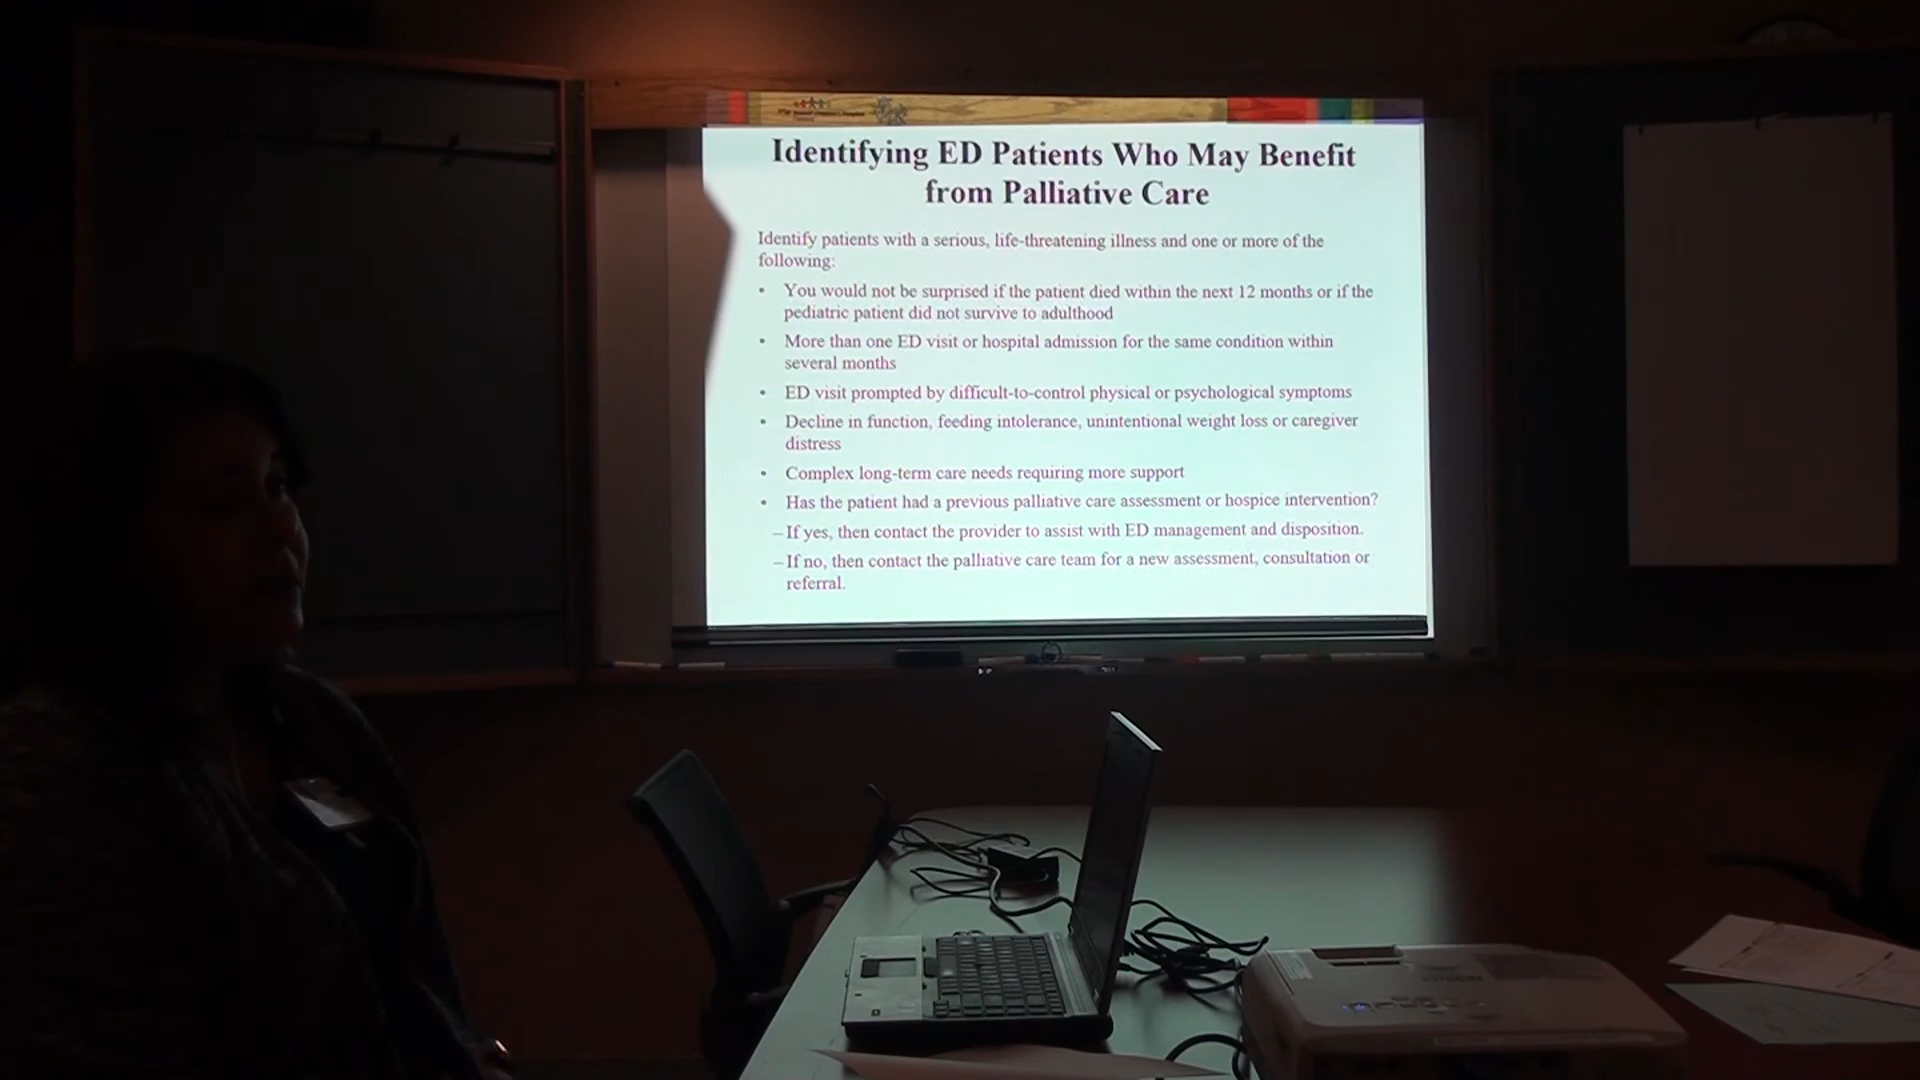 Identifying ED Patients Who May Benefit
from Palliative Care
Identify patients with a serious, life-threatening illness and one or more of the
following:
• You would not be surprised if the patient died within the next 12 months or if the
pediatric patient did not survive to adulthood
• More than one ED visit or hospital admission for the same condition within
several months
• ED visit prompted by difficult-to-control physical or psychological symptoms
• Decline in function, feeding intolerance, unintentional weight loss or caregiver
distress
• Complex long-term care needs requiring more support
• Has the patient had a previous palliative care assessment or hospice intervention?
– If yes, then contact the provider to assist with ED management and disposition.
– If no, then contact the palliative care team for a new assessment, consultation or
referral.
EPSON